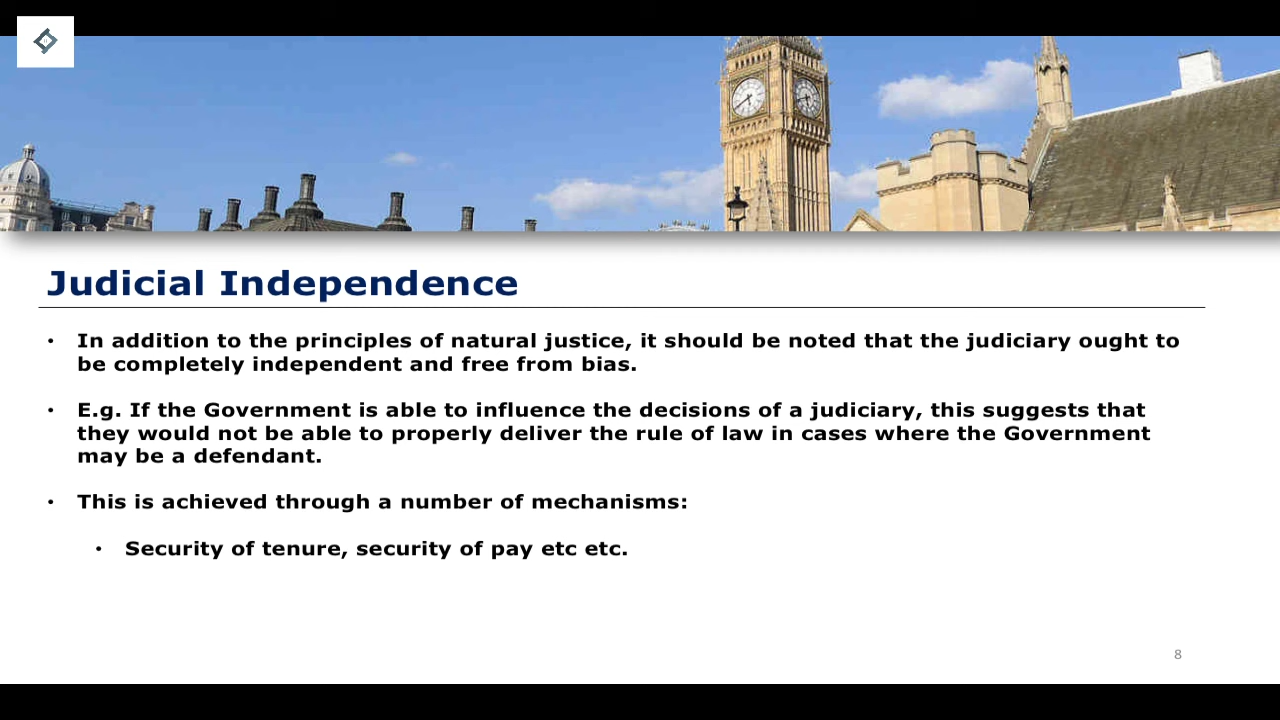 Judicial Independence
• In addition to the principles of natural justice, it should be noted that the judiciary ought to
be completely independent and free from bias.
• E.g. If the Government is able to influence the decisions of a judiciary, this suggests that
they would not be able to properly deliver the rule of law in cases where the Government
may be a defendant.
• This is achieved through a number of mechanisms:
• Security of tenure, security of pay etc etc.
8